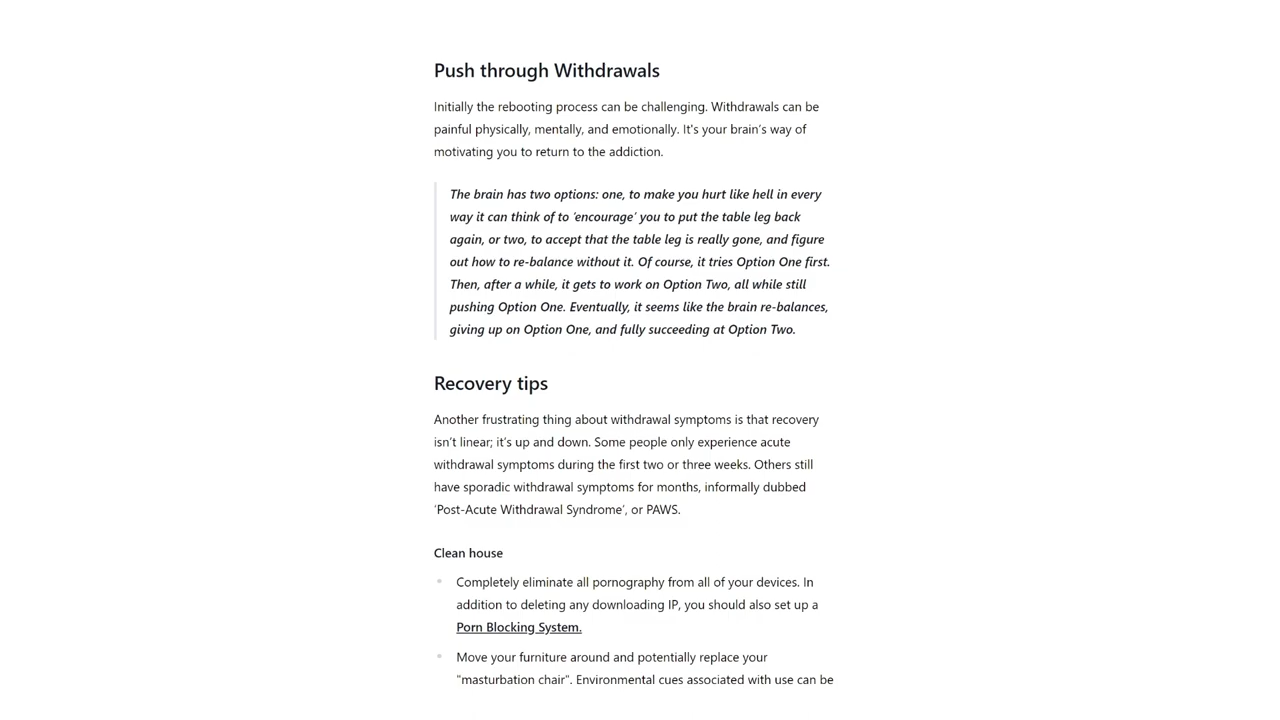 Push through Withdrawals
Initially the rebooting process can be challenging. Withdrawals can be
painful physically, mentally, and emotionally. It's your brain’s way of
motivating you to return to the addiction.
The brain has two options: one, to make you hurt like hell in every
way it can think of to ‘encourage’ you to put the table leg back
again, or two, to accept that the table leg is really gone, and figure
out how to re-balance without it. Of course, it tries Option One first.
Then, after a while, it gets to work on Option Two, all while still
pushing Option One. Eventually, it seems like the brain re-balances,
giving up on Option One, and fully succeeding at Option Two.
Recovery tips
Another frustrating thing about withdrawal symptoms is that recovery
isn’t linear; it’s up and down. Some people only experience acute
withdrawal symptoms during the first two or three weeks. Others still
have sporadic withdrawal symptoms for months, informally dubbed
‘Post-Acute Withdrawal Syndrome’, or PAWS.
Clean house
Completely eliminate all pornography from all of your devices. In
addition to deleting any downloading IP, you should also set up a
Porn Blocking System.
Move your furniture around and potentially replace your
"masturbation chair". Environmental cues associated with use can be